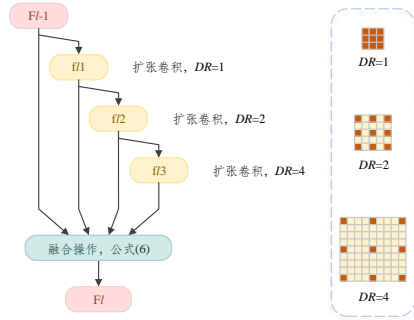 Fl-1
fl1
扩张卷积，DR=1
fl2
扩张卷积，DR=2
fl3
扩张卷积，DR=4
融合操作，公式(6)
Fl
DR=1
DR=2
DR=4